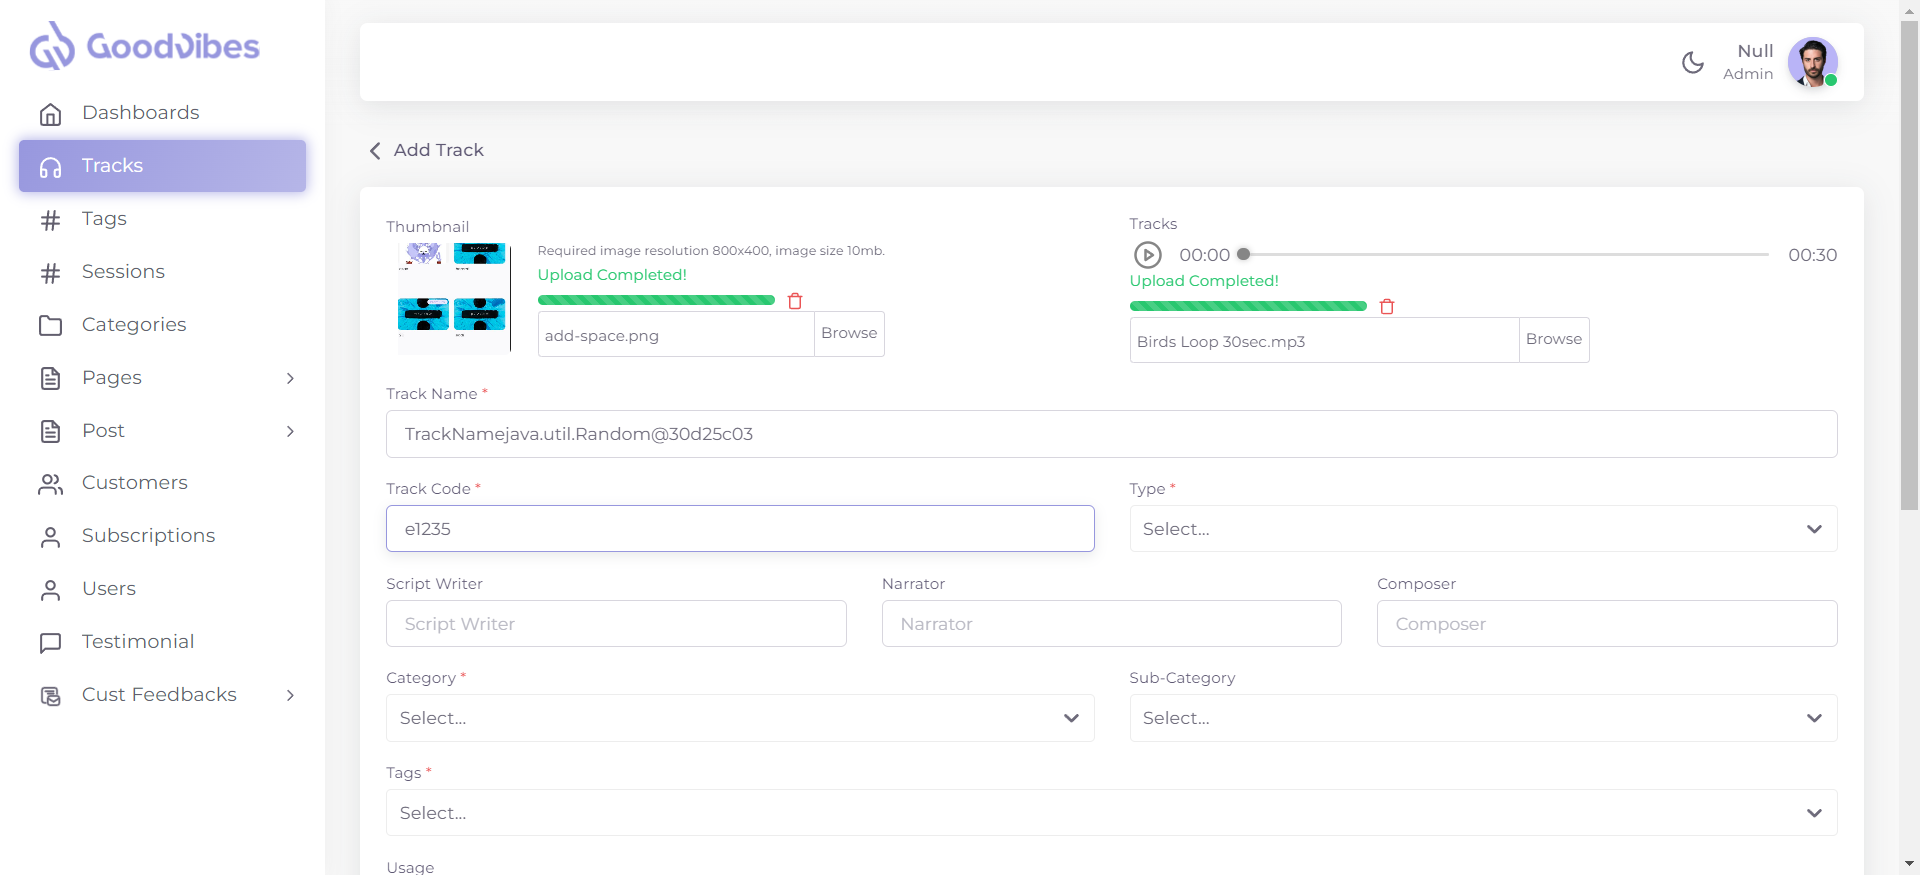 GoodVibes
Dashboards
Tracks
Tags
Sessions
Categories
Pages
Post
Customers
Subscriptions
Users
Testimonial
Cust Feedbacks
Null
Admin
Add Track
Thumbnail
Required image resolution 800x400, image size 10mb.
Upload Completed!
add-space.png
Browse
Tracks
00:00
00:30
Upload Completed!
Birds Loop 30sec.mp3
Browse
Track Name *
TrackNamejava.util.Random@30d25c03
Track Code *
e1235
Type *
Select...
Script Writer
Script Writer
Narrator
Narrator
Composer
Composer
Category *
Select...
Sub-Category
Select...
Tags *
Select...
Usage